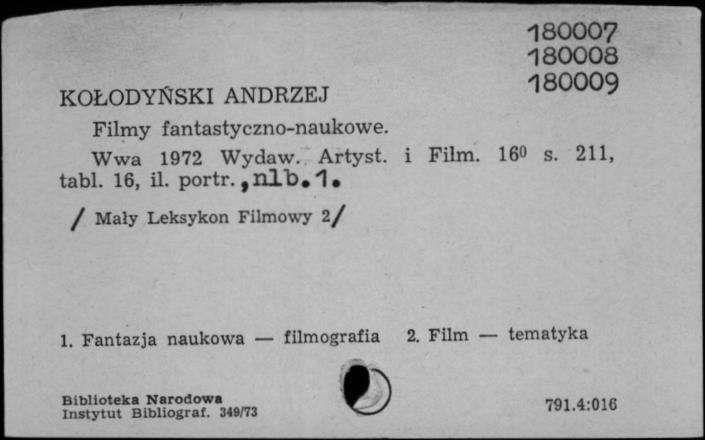 180007
180008
180009
KOŁODYŃSKI ANDRZEJ
Filmy fantastyczno-naukowe.
Wwa 1972 Wydaw. Artyst. i Film. 16⁰ s. 211,
tabl. 16, il. portr., nlb. 1.
/ Mały Leksykon Filmowy 2/
1. Fantazja naukowa — filmografia 2. Film — tematyka
Biblioteka Narodowa
Instytut Bibliograf. 349/73
791.4:016